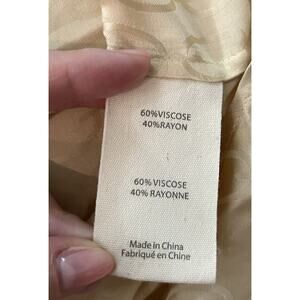 60%VISCOSE
40%RAYON
60%VISCOSE
40% RAYONNE
Made in China
Fabriqué en Chine